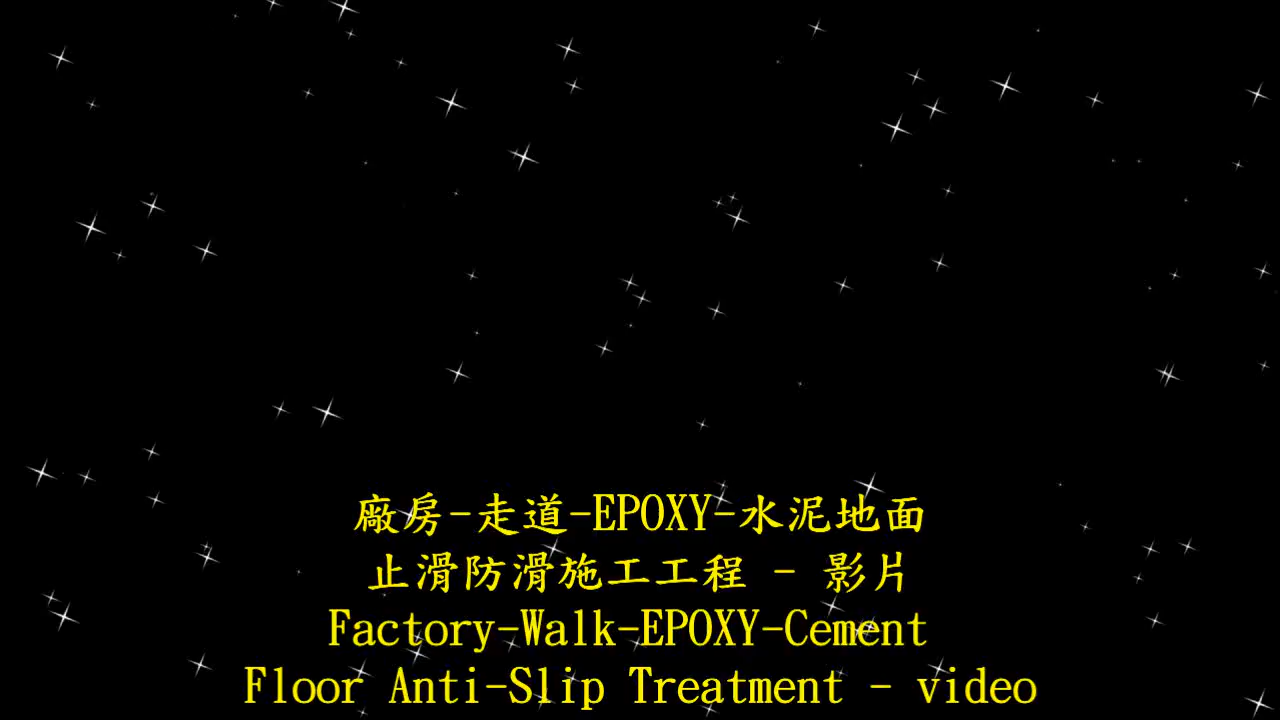 廠房-走道-EPOXY-水泥地面
止滑防滑施工工程 - 影片
Factory-Walk-EPOXY-Cement
Floor Anti-Slip Treatment - video